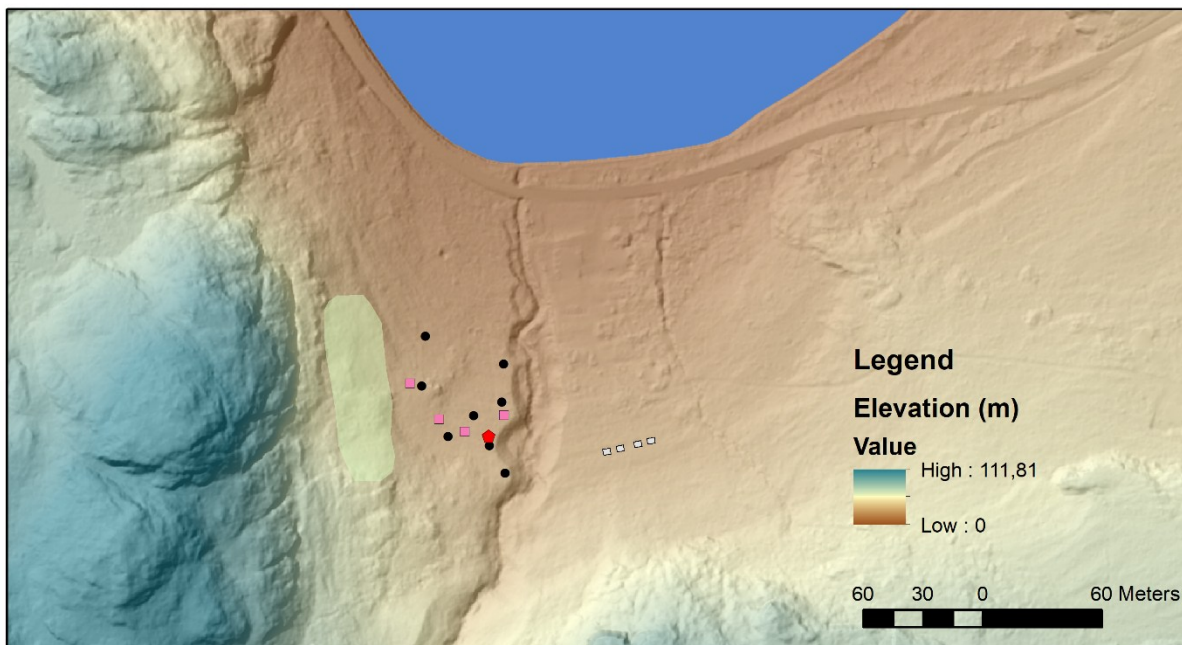 Legend
Elevation (m)
Value
High : 111,81
Low : 0
60 30 0 60 Meters